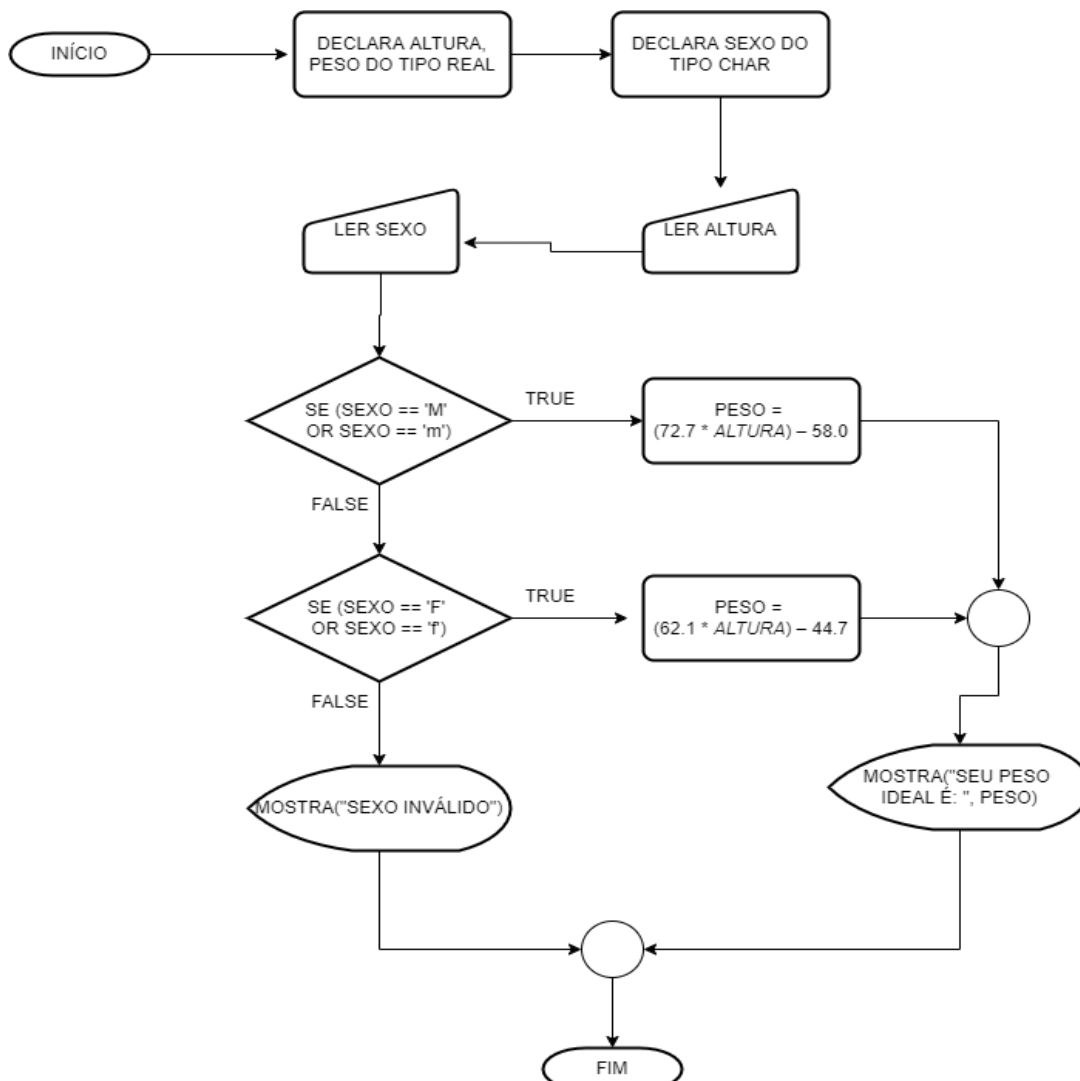 INÍCIO
DECLARA ALTURA,
PESO DO TIPO REAL
DECLARA SEXO DO
TIPO CHAR
LER ALTURA
LER SEXO
SE (SEXO == 'M'
OR SEXO == 'm')
TRUE
PESO =
(72.7 * ALTURA) – 58.0
FALSE
SE (SEXO == 'F'
OR SEXO == 'f')
TRUE
PESO =
(62.1 * ALTURA) – 44.7
FALSE
MOSTRA("SEXO INVÁLIDO")
MOSTRA("SEU PESO
IDEAL É: ", PESO)
FIM